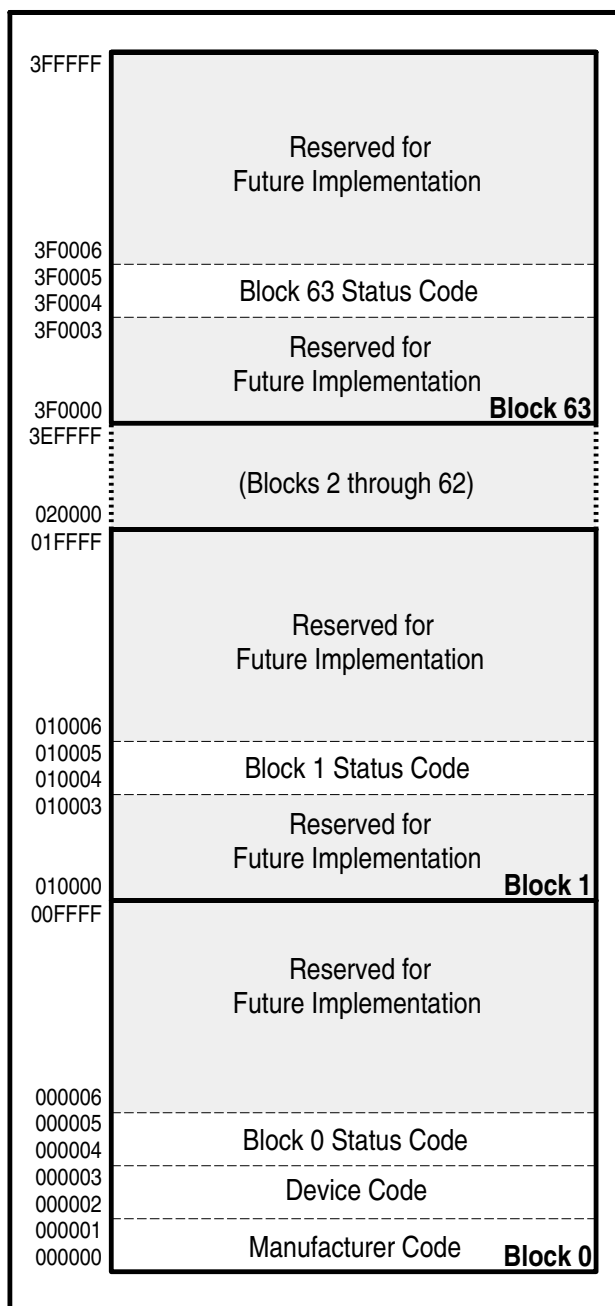 3FFFFF
Reserved for
Future Implementation
3F0006
3F0005
Block 63 Status Code
3F0004
3F0003
Reserved for
Future Implementation
3F0000
Block 63
3EFFFF
(Blocks 2 through 62)
020000
01FFFF
Reserved for
Future Implementation
010006
010005
Block 1 Status Code
010004
010003
Reserved for
Future Implementation
010000
Block 1
00FFFF
Reserved for
Future Implementation
000006
000005
Block 0 Status Code
000004
000003
Device Code
000002
000001
Manufacturer Code
000000
Block 0